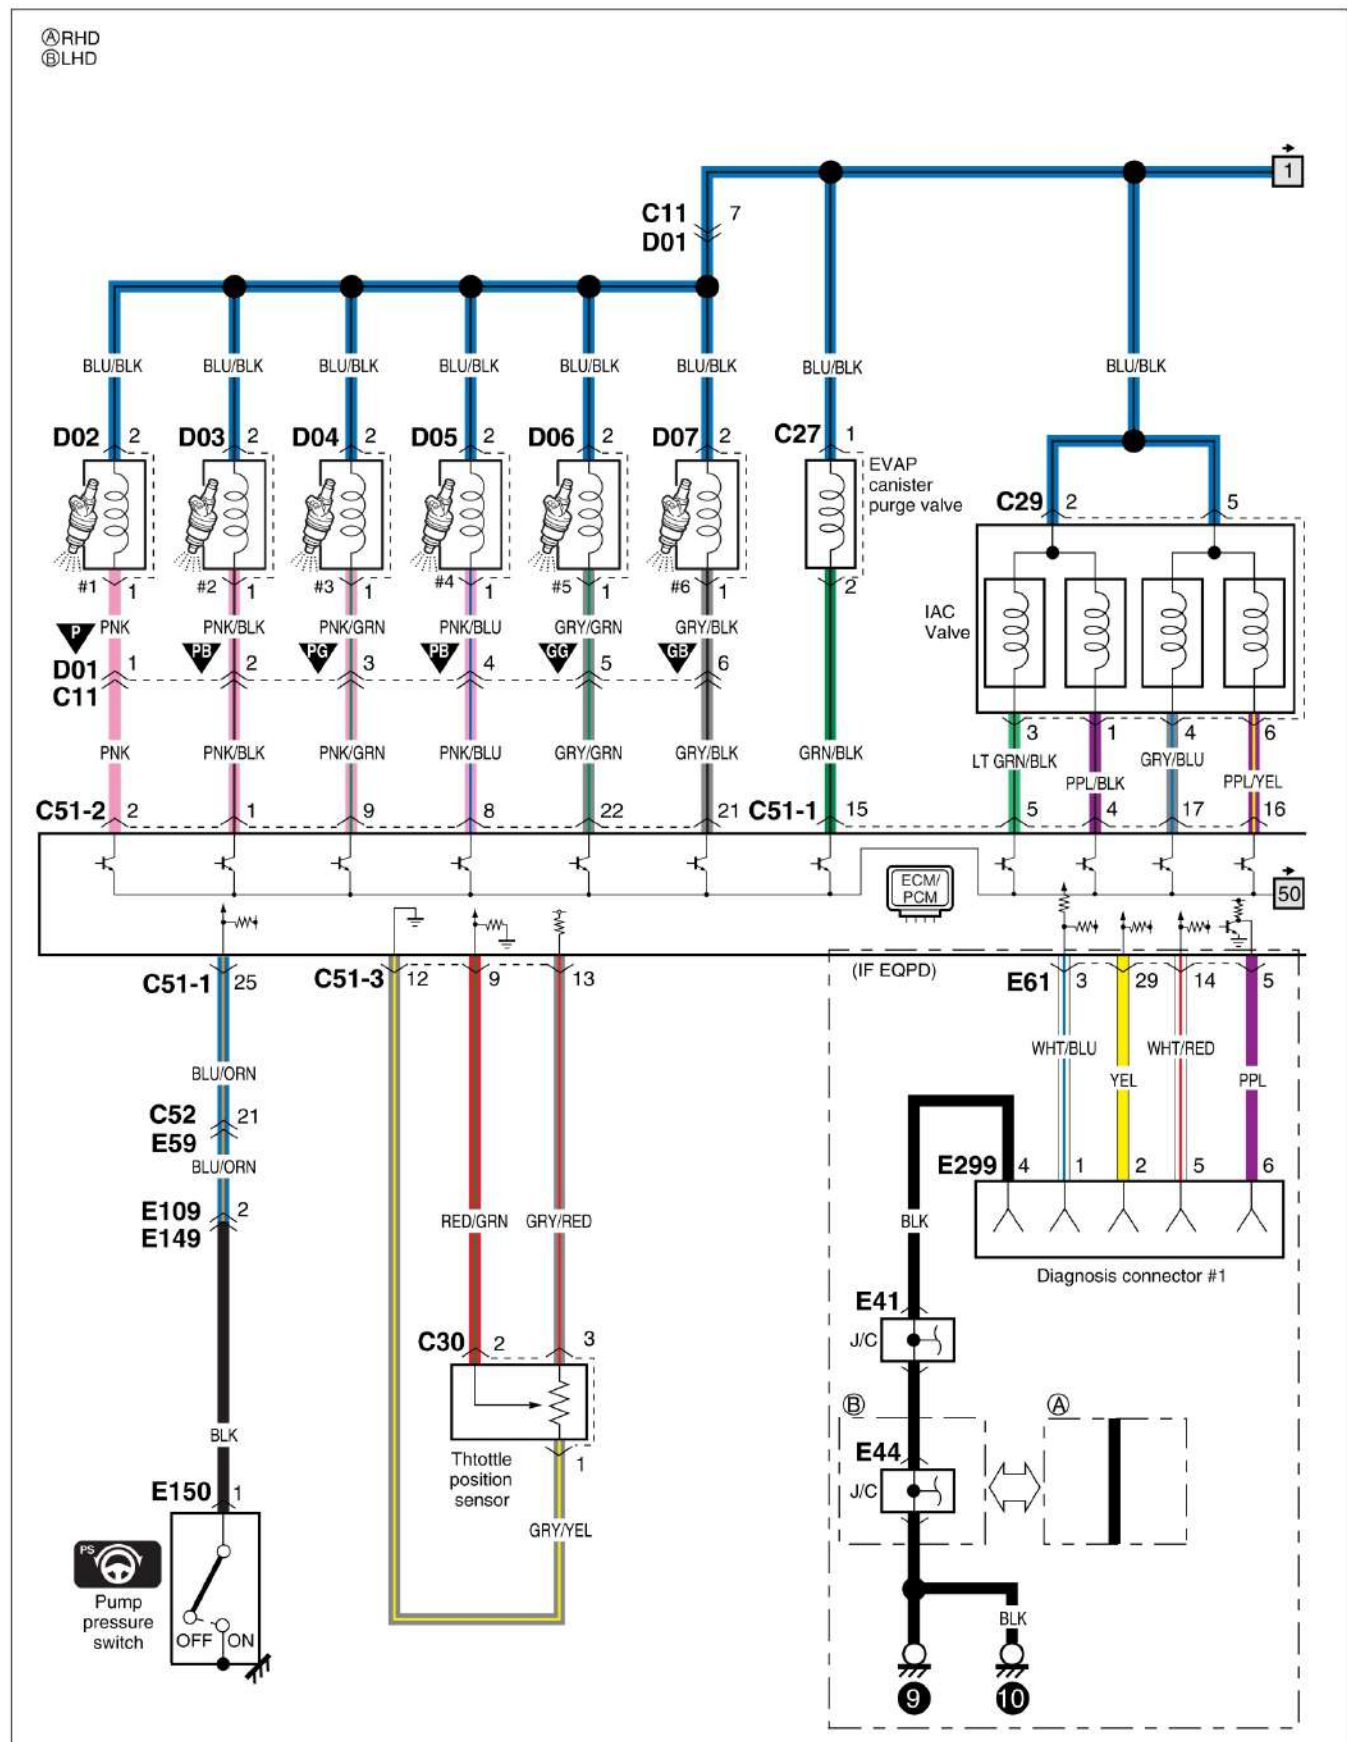 ⒶRHD
ⒷLHD
1
C11 7
D01
BLU/BLK BLU/BLK BLU/BLK BLU/BLK BLU/BLK BLU/BLK BLU/BLK BLU/BLK
D02 2 D03 2 D04 2 D05 2 D06 2 D07 2 C27 1
EVAP
canister
purge valve
C29 2 5
#1 1 #2 1 #3 1 #4 1 #5 1 #6 1 2
IAC
Valve
PNK PNK/BLK PNK/GRN PNK/BLU GRY/GRN GRY/BLK
P PB PG PB GG GB
D01 1 2 3 4 5 6
C11
3 1 4 6
PNK PNK/BLK PNK/GRN PNK/BLU GRY/GRN GRY/BLK GRN/BLK LT GRN/BLK PPL/BLK GRY/BLU PPL/YEL
C51-2 2 1 9 8 22 21 C51-1 15 5 4 17 16
ECM/
PCM
50
(IF EQPD)
C51-1 25 C51-3 12 9 13 E61 3 29 14 5
WHT/BLU YEL WHT/RED PPL
BLU/ORN
C52 21
E59
BLU/ORN
E299 4 1 2 5 6
E109 2
E149
RED/GRN GRY/RED
BLK
Diagnosis connector #1
E41
J/C
C30 2 3
Ⓑ Ⓐ
BLK
E44
J/C
1
Thtottle
position
sensor
E150 1
GRY/YEL
PS
Pump
pressure
switch
OFF ON
BLK
9 10